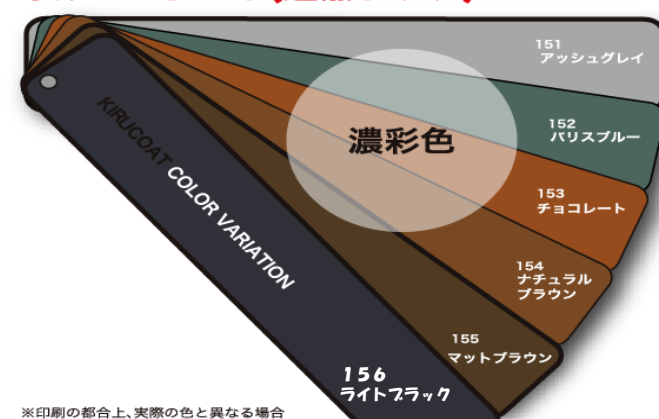 151
アッシュグレイ
152
パリスブルー
濃彩色
153
チョコレート
154
ナチュラル
ブラウン
155
マットブラウン
156
ライトブラック
KIRUCOAT COLOR VARIATION
※印刷の都合上、実際の色と異なる場合